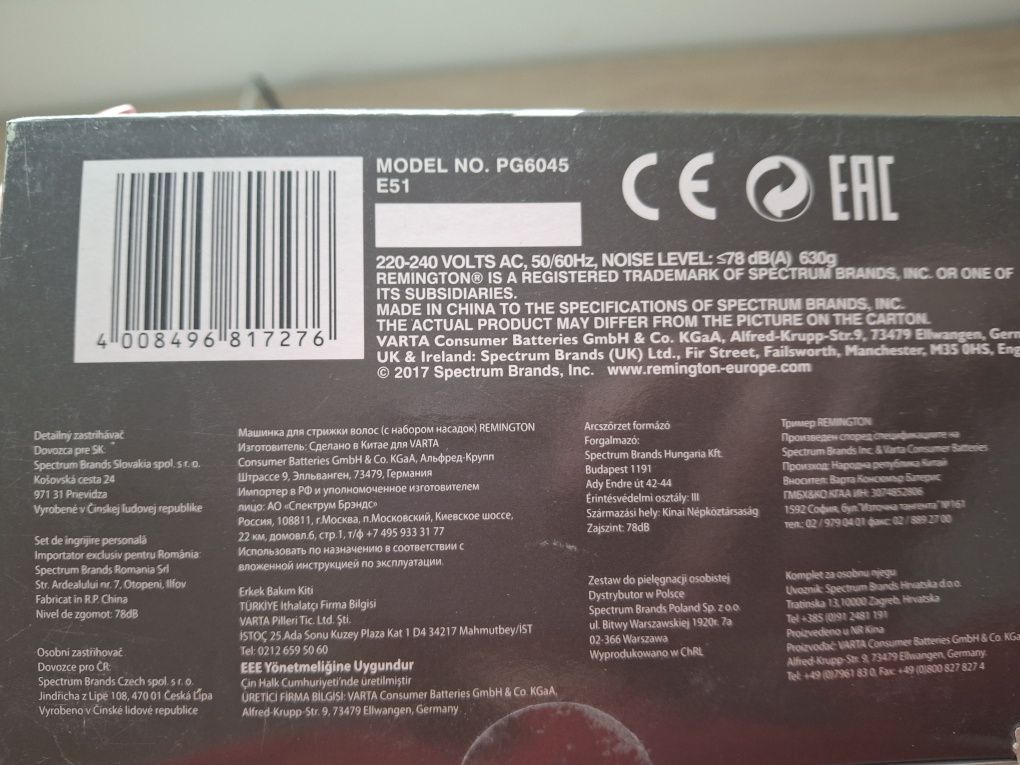 MODEL NO. PG6045
E51
CE EAC
4 008496 817276
220-240 VOLTS AC, 50/60Hz, NOISE LEVEL: ≤78 dB(A) 630g
REMINGTON® IS A REGISTERED TRADEMARK OF SPECTRUM BRANDS, INC. OR ONE OF
ITS SUBSIDIARIES.
MADE IN CHINA TO THE SPECIFICATIONS OF SPECTRUM BRANDS, INC.
THE ACTUAL PRODUCT MAY DIFFER FROM THE PICTURE ON THE CARTON.
VARTA Consumer Batteries GmbH & Co. KGaA, Alfred-Krupp-Str.9, 73479 Ellwangen, Germ
UK & Ireland: Spectrum Brands (UK) Ltd., Fir Street, Failsworth, Manchester, M35 0HS, Eng
© 2017 Spectrum Brands, Inc. www.remington-europe.com
Detailný zastrihávač
Dovozca pre SK:
Spectrum Brands Slovakia spol. s r.o.
Košovská cesta 24
971 31 Prievidza
Vyrobené v Čínskej ľudovej republike
Set de îngrijire personală
Importator exclusiv pentru România:
Spectrum Brands Romania Srl
Str. Ardealului nr. 7, Otopeni, Ilfov
Fabricat în R.P. China
Nivel de zgomot: 78dB
Osobní zastřihovač
Dovozce pro ČR:
Spectrum Brands Czech spol. s r.o.
Jindřicha z Lipé 108, 470 01 Česká Lípa
Vyrobeno v Čínské lidové republice
Машинка для стрижки волос (с набором насадок) REMINGTON
Изготовитель: Сделано в Китае для VARTA
Consumer Batteries GmbH & Co. KGaA, Альфред-Крупп
Штрассе 9, Элльванген, 73479, Германия
Импортер в РФ и уполномоченное изготовителем
лицо: АО «Спектрум Брэндс»
Россия, 108811, г.Москва, п.Московский, Киевское шоссе,
22 км, домовл.6, стр.1, т/ф +7 495 933 31 77
Использовать по назначению в соответствии с
вложенной инструкцией по эксплуатации.
Erkek Bakım Kiti
TÜRKİYE İthalatçı Firma Bilgisi
VARTA Pilleri Tic. Ltd. Şti.
İSTOÇ 25.Ada Sonu Kuzey Plaza Kat 1 D4 34217 Mahmutbey/İST
Tel: 0212 659 50 60
EEE Yönetmeliğine Uygundur
Çin Halk Cumhuriyeti'nde üretilmiştir
ÜRETİCİ FİRMA BİLGİSİ: VARTA Consumer Batteries GmbH & Co. KGaA,
Alfred-Krupp-Str. 9, 73479 Ellwangen, Germany
Arcszőrzet formázó
Forgalmazó:
Spectrum Brands Hungaria Kft.
Budapest 1191
Ady Endre út 42-44
Érintésvédelmi osztály: III
Származási hely: Kínai Népköztársaság
Zajszint: 78dB
Zestaw do pielęgnacji osobistej
Dystrybutor w Polsce
Spectrum Brands Poland Sp. z o.o.
ul. Bitwy Warszawskiej 1920r. 7a
02-366 Warszawa
Wyprodukowano w ChRL
Тример REMINGTON
Произведен според спецификациите на
Spectrum Brands Inc. & Varta Consumer Batteries
Произход: Народна република Китай
Вносител: Варта Консюмър Батерис
ГМБХ&КО КГАА ИН: 3074852806
1592 София, бул."Източна тангента" №161
тел.: 02 / 979 04 01 факс: 02 / 889 27 00
Komplet za osobnu njegu
Uvoznik: Spectrum Brands Hrvatska d.o.o.
Tratinska 13,10000 Zagreb, Hrvatska
Tel +385 (0)91 2481 191
Proizvedeno u NR Kina
Proizvođač: VARTA Consumer Batteries GmbH & Co. KGa
Alfred-Krupp-Str. 9, 73479 Ellwangen, Germany.
Tel: +49 (0)7961 83 0, Fax: +49 (0)800 827 827 4